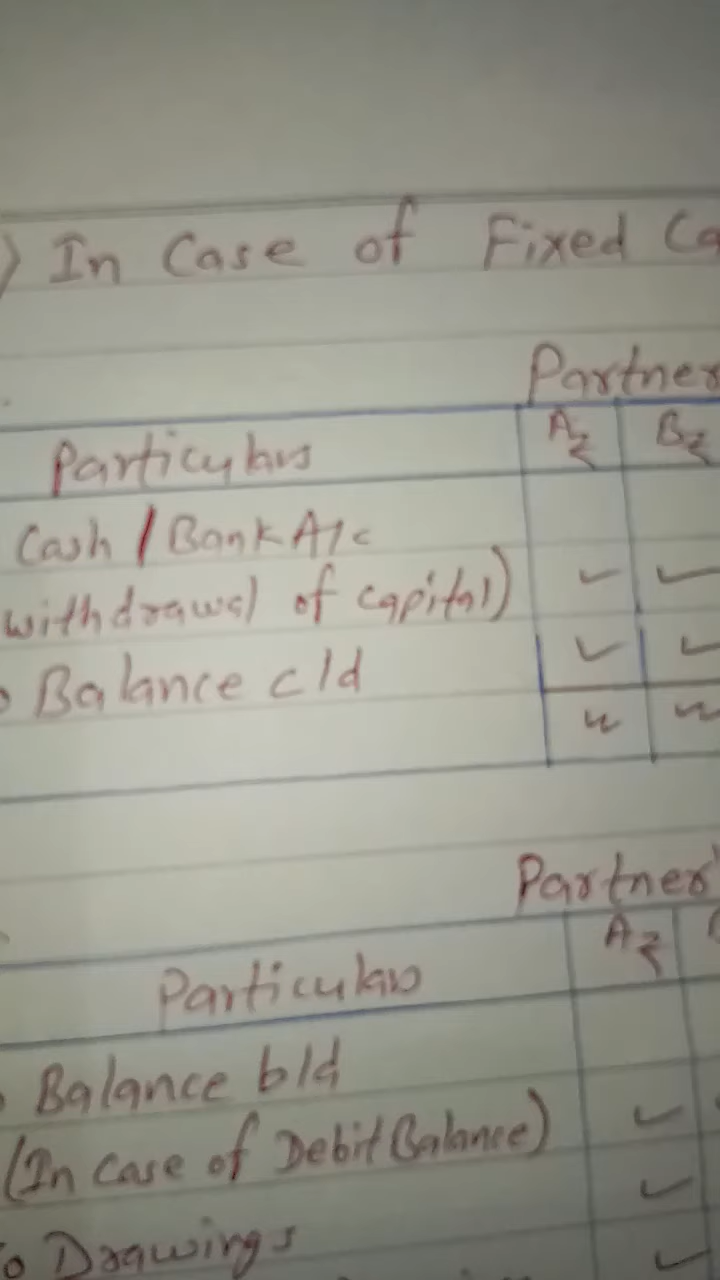 ) In Case of Fixed Ca
Partner
Particulars A₹ B₹
Cash / Bank A/c
withdrawal of capital) ✓ ✓
o Balance c/d ✓ ✓
Partner'
Particulars A₹
Balance b/d
(In case of Debit Balance) ✓
✓
o Drawings ✓